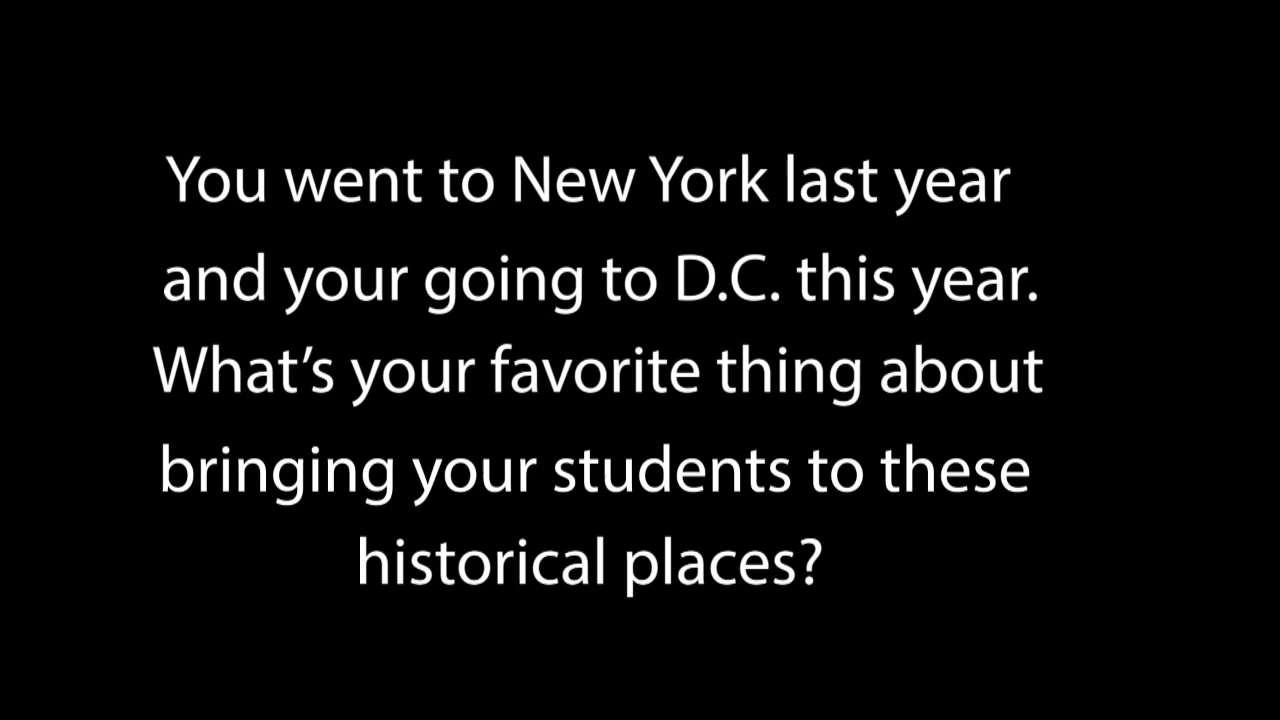 You went to New York last year
and your going to D.C. this year.
What’s your favorite thing about
bringing your students to these
historical places?